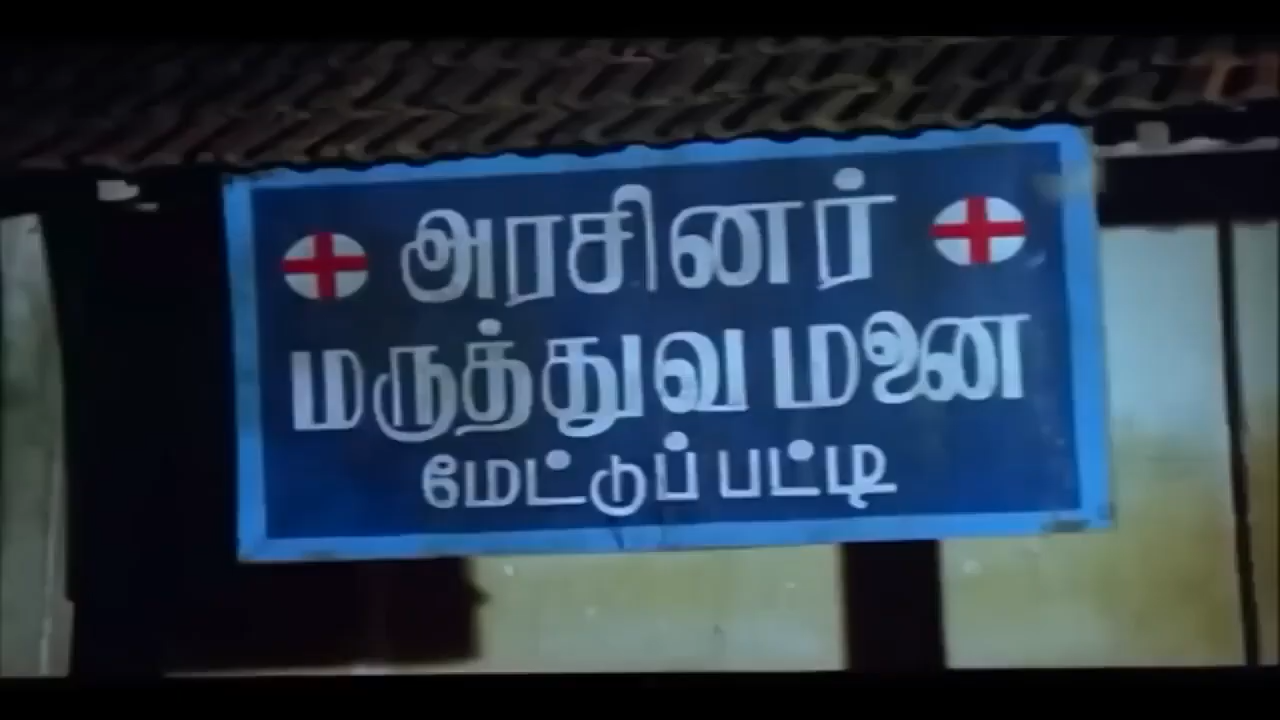 அரசினர்
மருத்துவ மனை
மேட்டுப் பட்டி